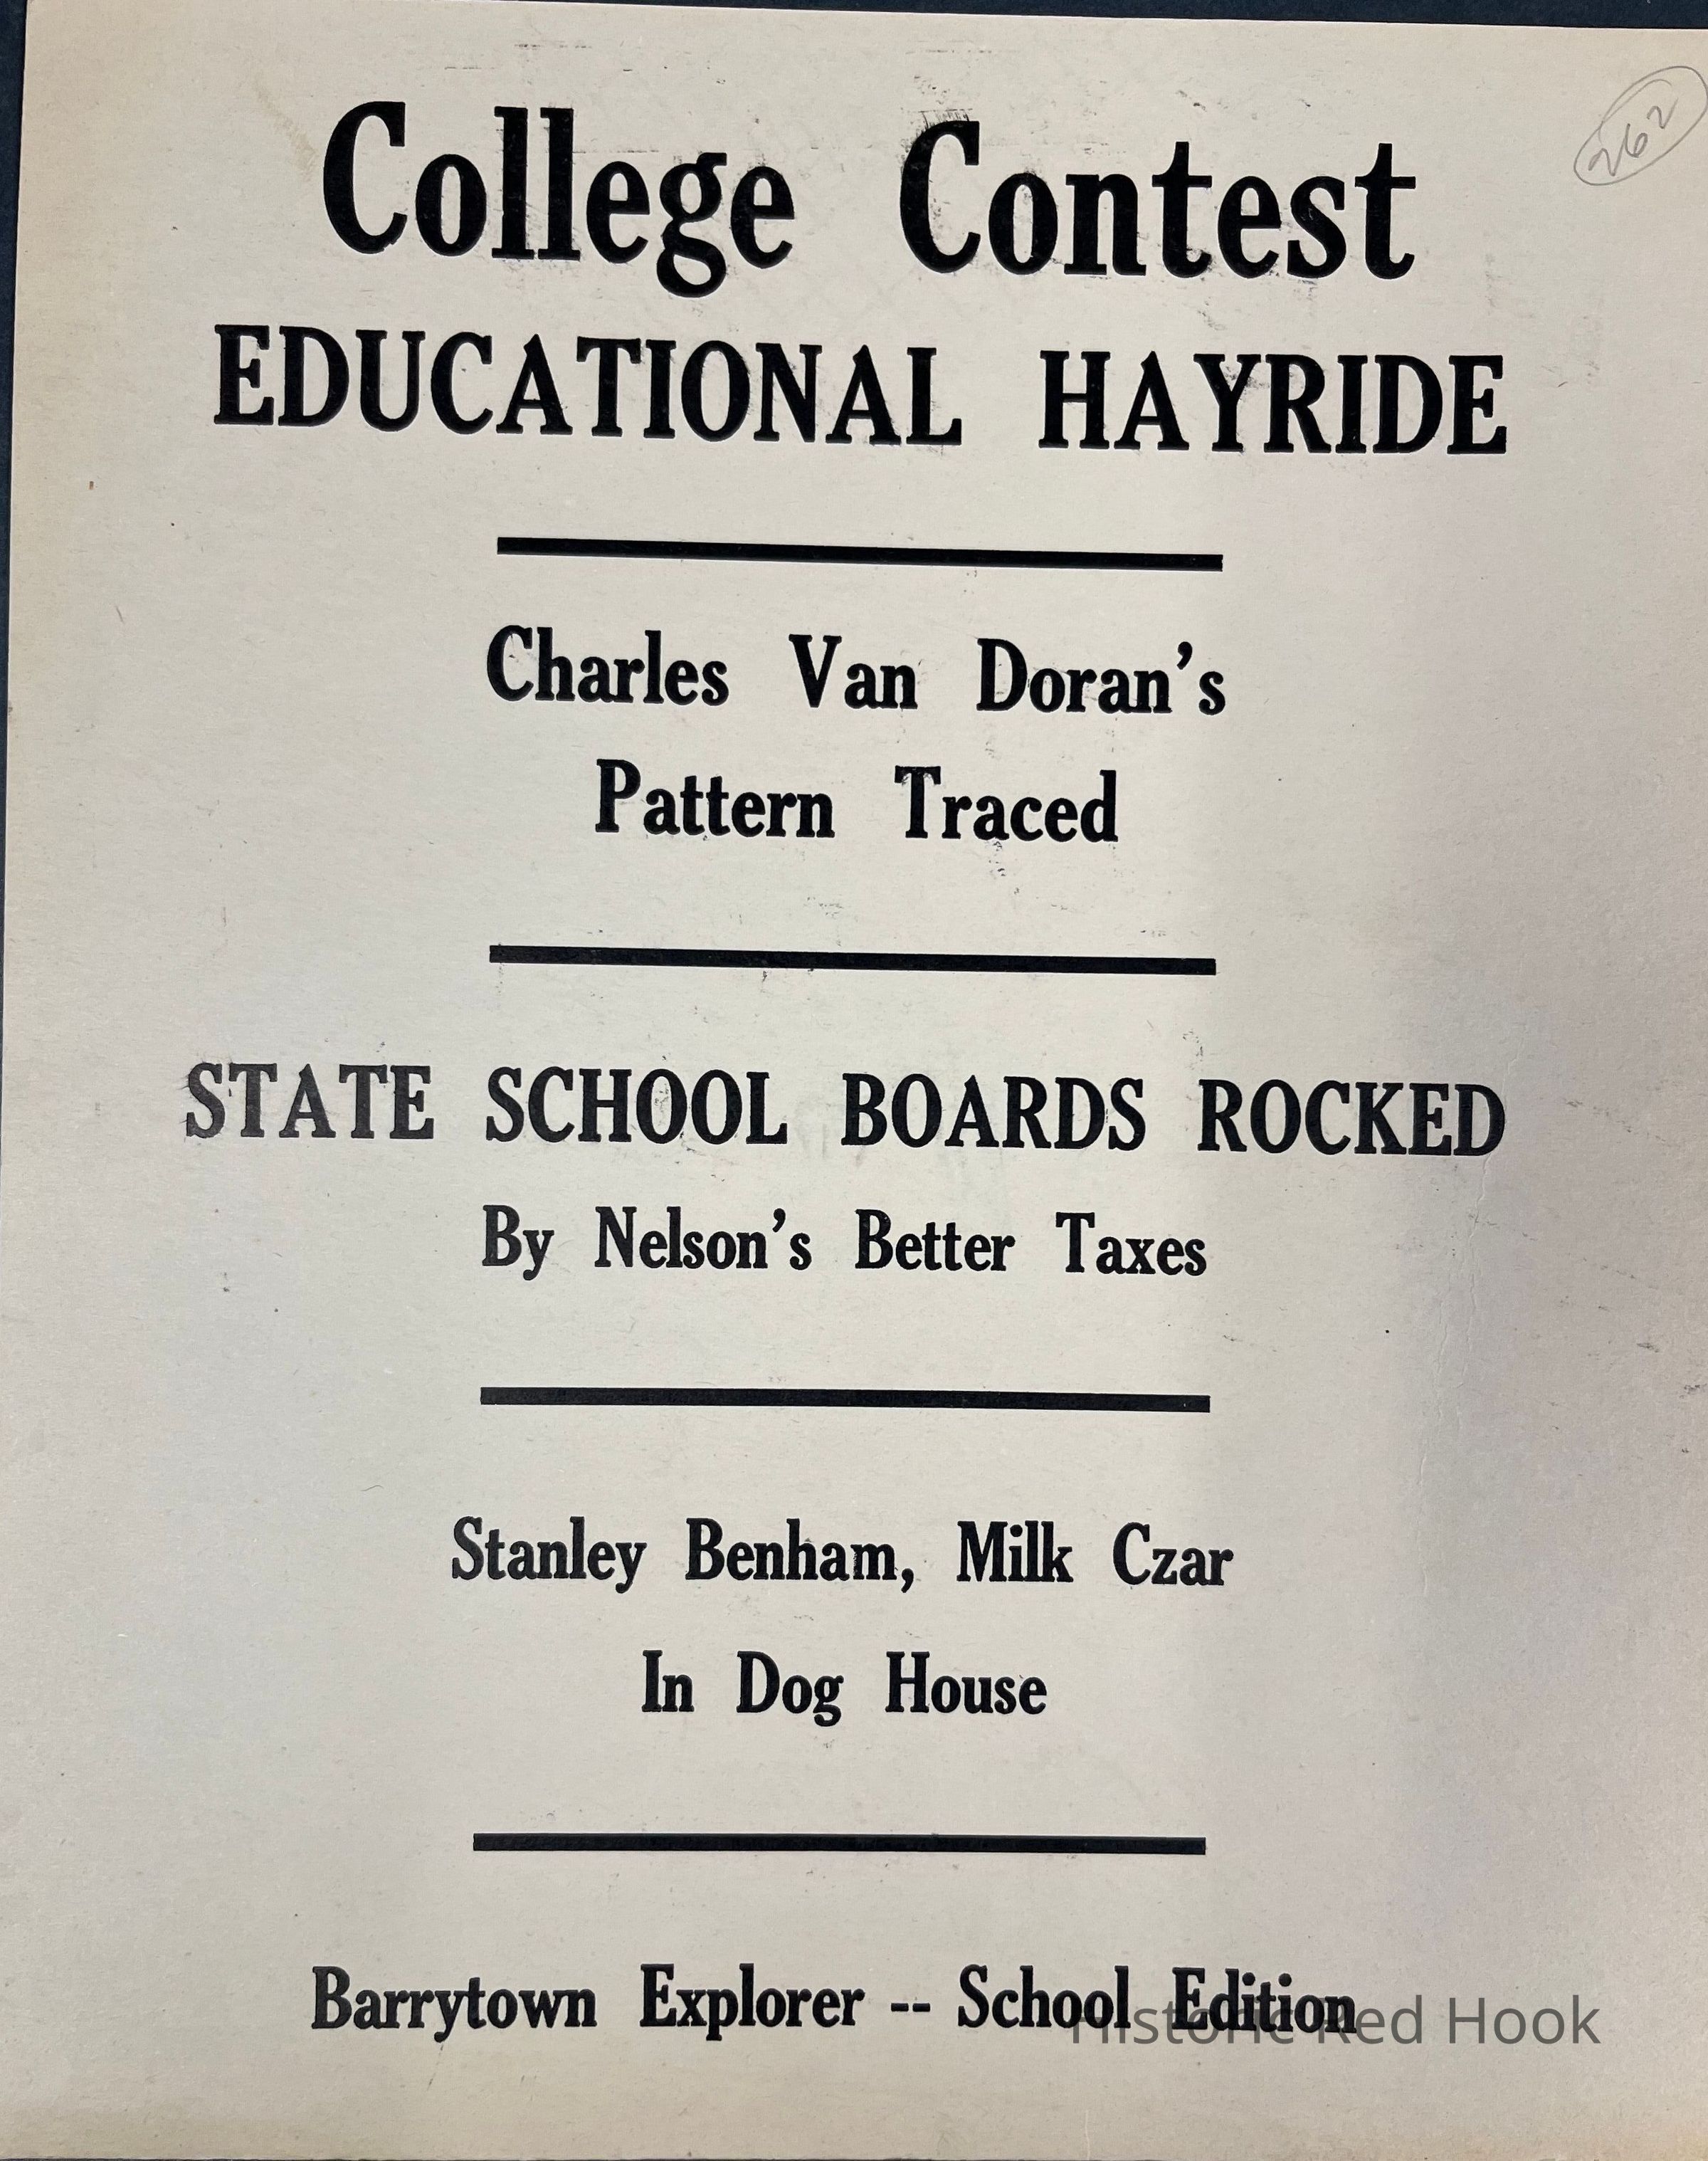 262
College Contest
EDUCATIONAL HAYRIDE
Charles Van Doran's
Pattern Traced
STATE SCHOOL BOARDS ROCKED
By Nelson's Better Taxes
Stanley Benham, Milk Czar
In Dog House
Barrytown Explorer -- School Edition
Historic Red Hook